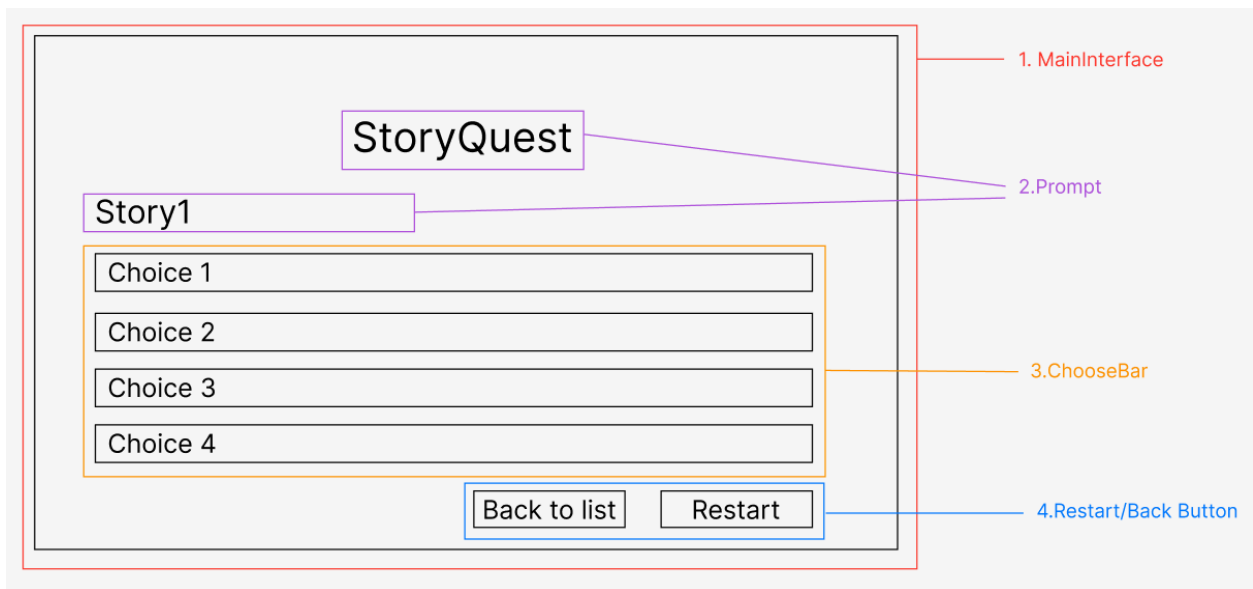 1. MainInterface
StoryQuest
2.Prompt
Story1
Choice 1
Choice 2
Choice 3
3.ChooseBar
Choice 4
Back to list
Restart
4.Restart/Back Button